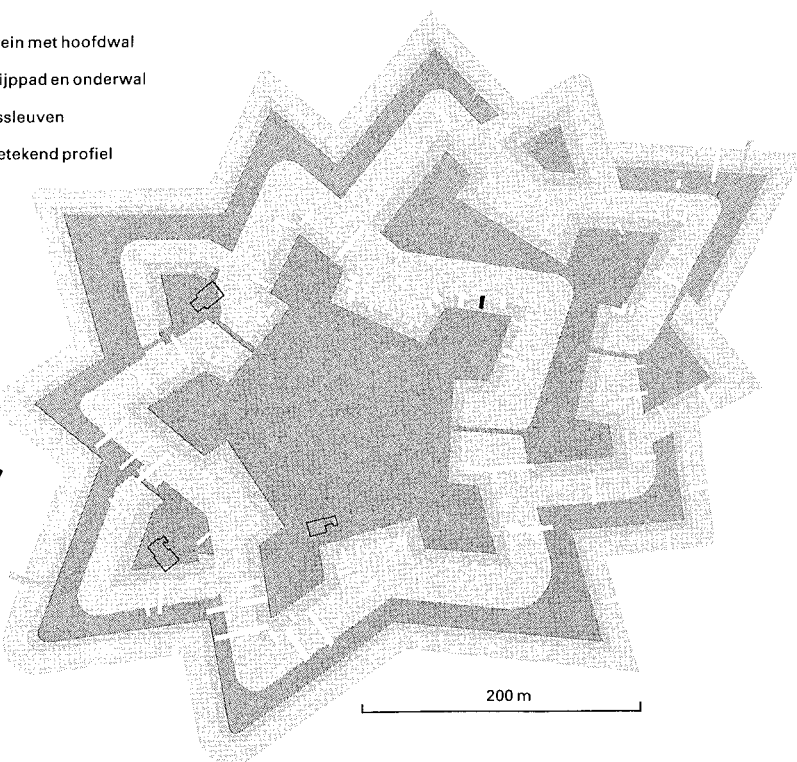 ein met hoofdwal
ijppad en onderwal
ssleuven
etekend profiel
200 m